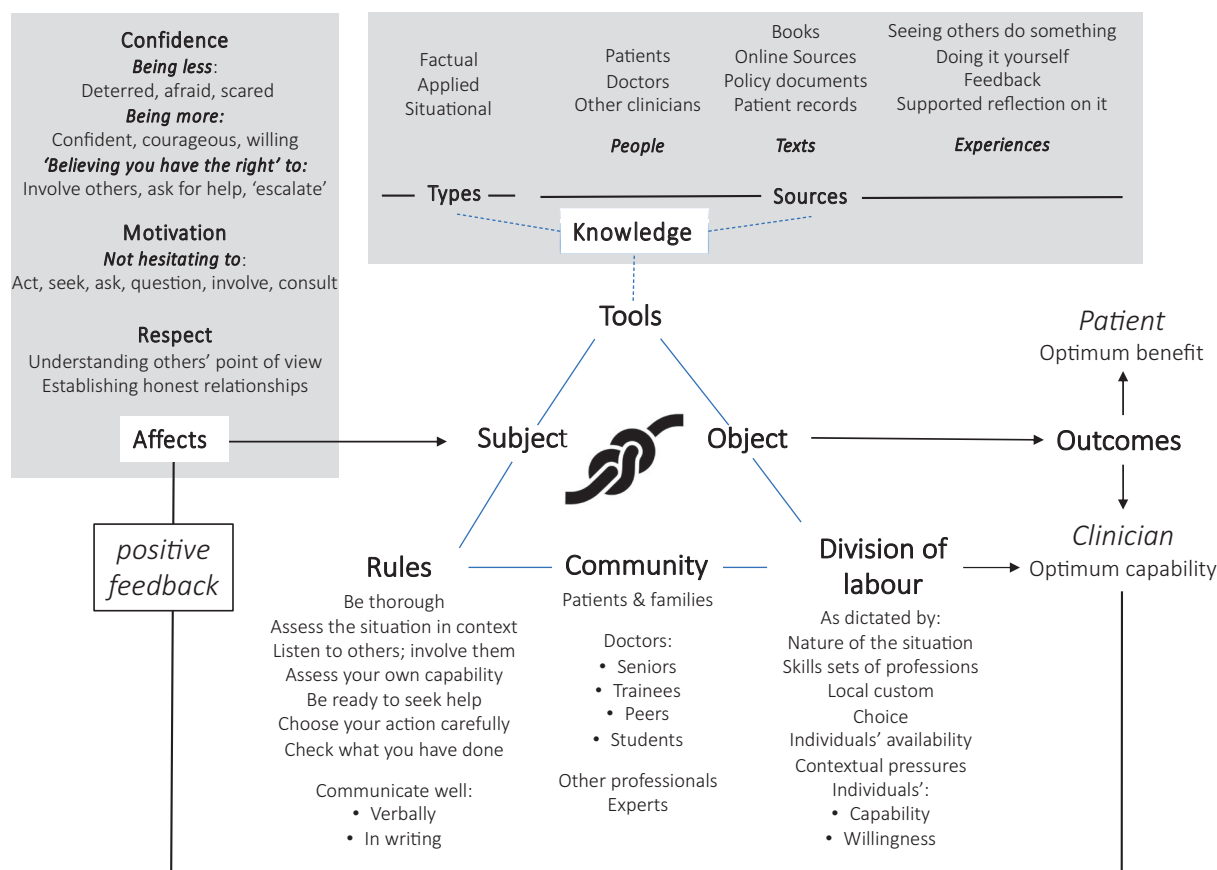 Confidence
Being less:
Deterred, afraid, scared
Being more:
Confident, courageous, willing
‘Believing you have the right’ to:
Involve others, ask for help, ‘escalate’
Motivation
Not hesitating to:
Act, seek, ask, question, involve, consult
Respect
Understanding others’ point of view
Establishing honest relationships
Affects
positive
feedback
Factual
Applied
Situational
Types
Patients
Doctors
Other clinicians
People
Books
Online Sources
Policy documents
Patient records
Texts
Seeing others do something
Doing it yourself
Feedback
Supported reflection on it
Experiences
Sources
Knowledge
Tools
Subject
Object
Outcomes
Patient
Optimum benefit
Clinician
Optimum capability
Rules
Be thorough
Assess the situation in context
Listen to others; involve them
Assess your own capability
Be ready to seek help
Choose your action carefully
Check what you have done
Communicate well:
• Verbally
• In writing
Community
Patients & families
Doctors:
• Seniors
• Trainees
• Peers
• Students
Other professionals
Experts
Division of
labour
As dictated by:
Nature of the situation
Skills sets of professions
Local custom
Choice
Individuals’ availability
Contextual pressures
Individuals’:
• Capability
• Willingness